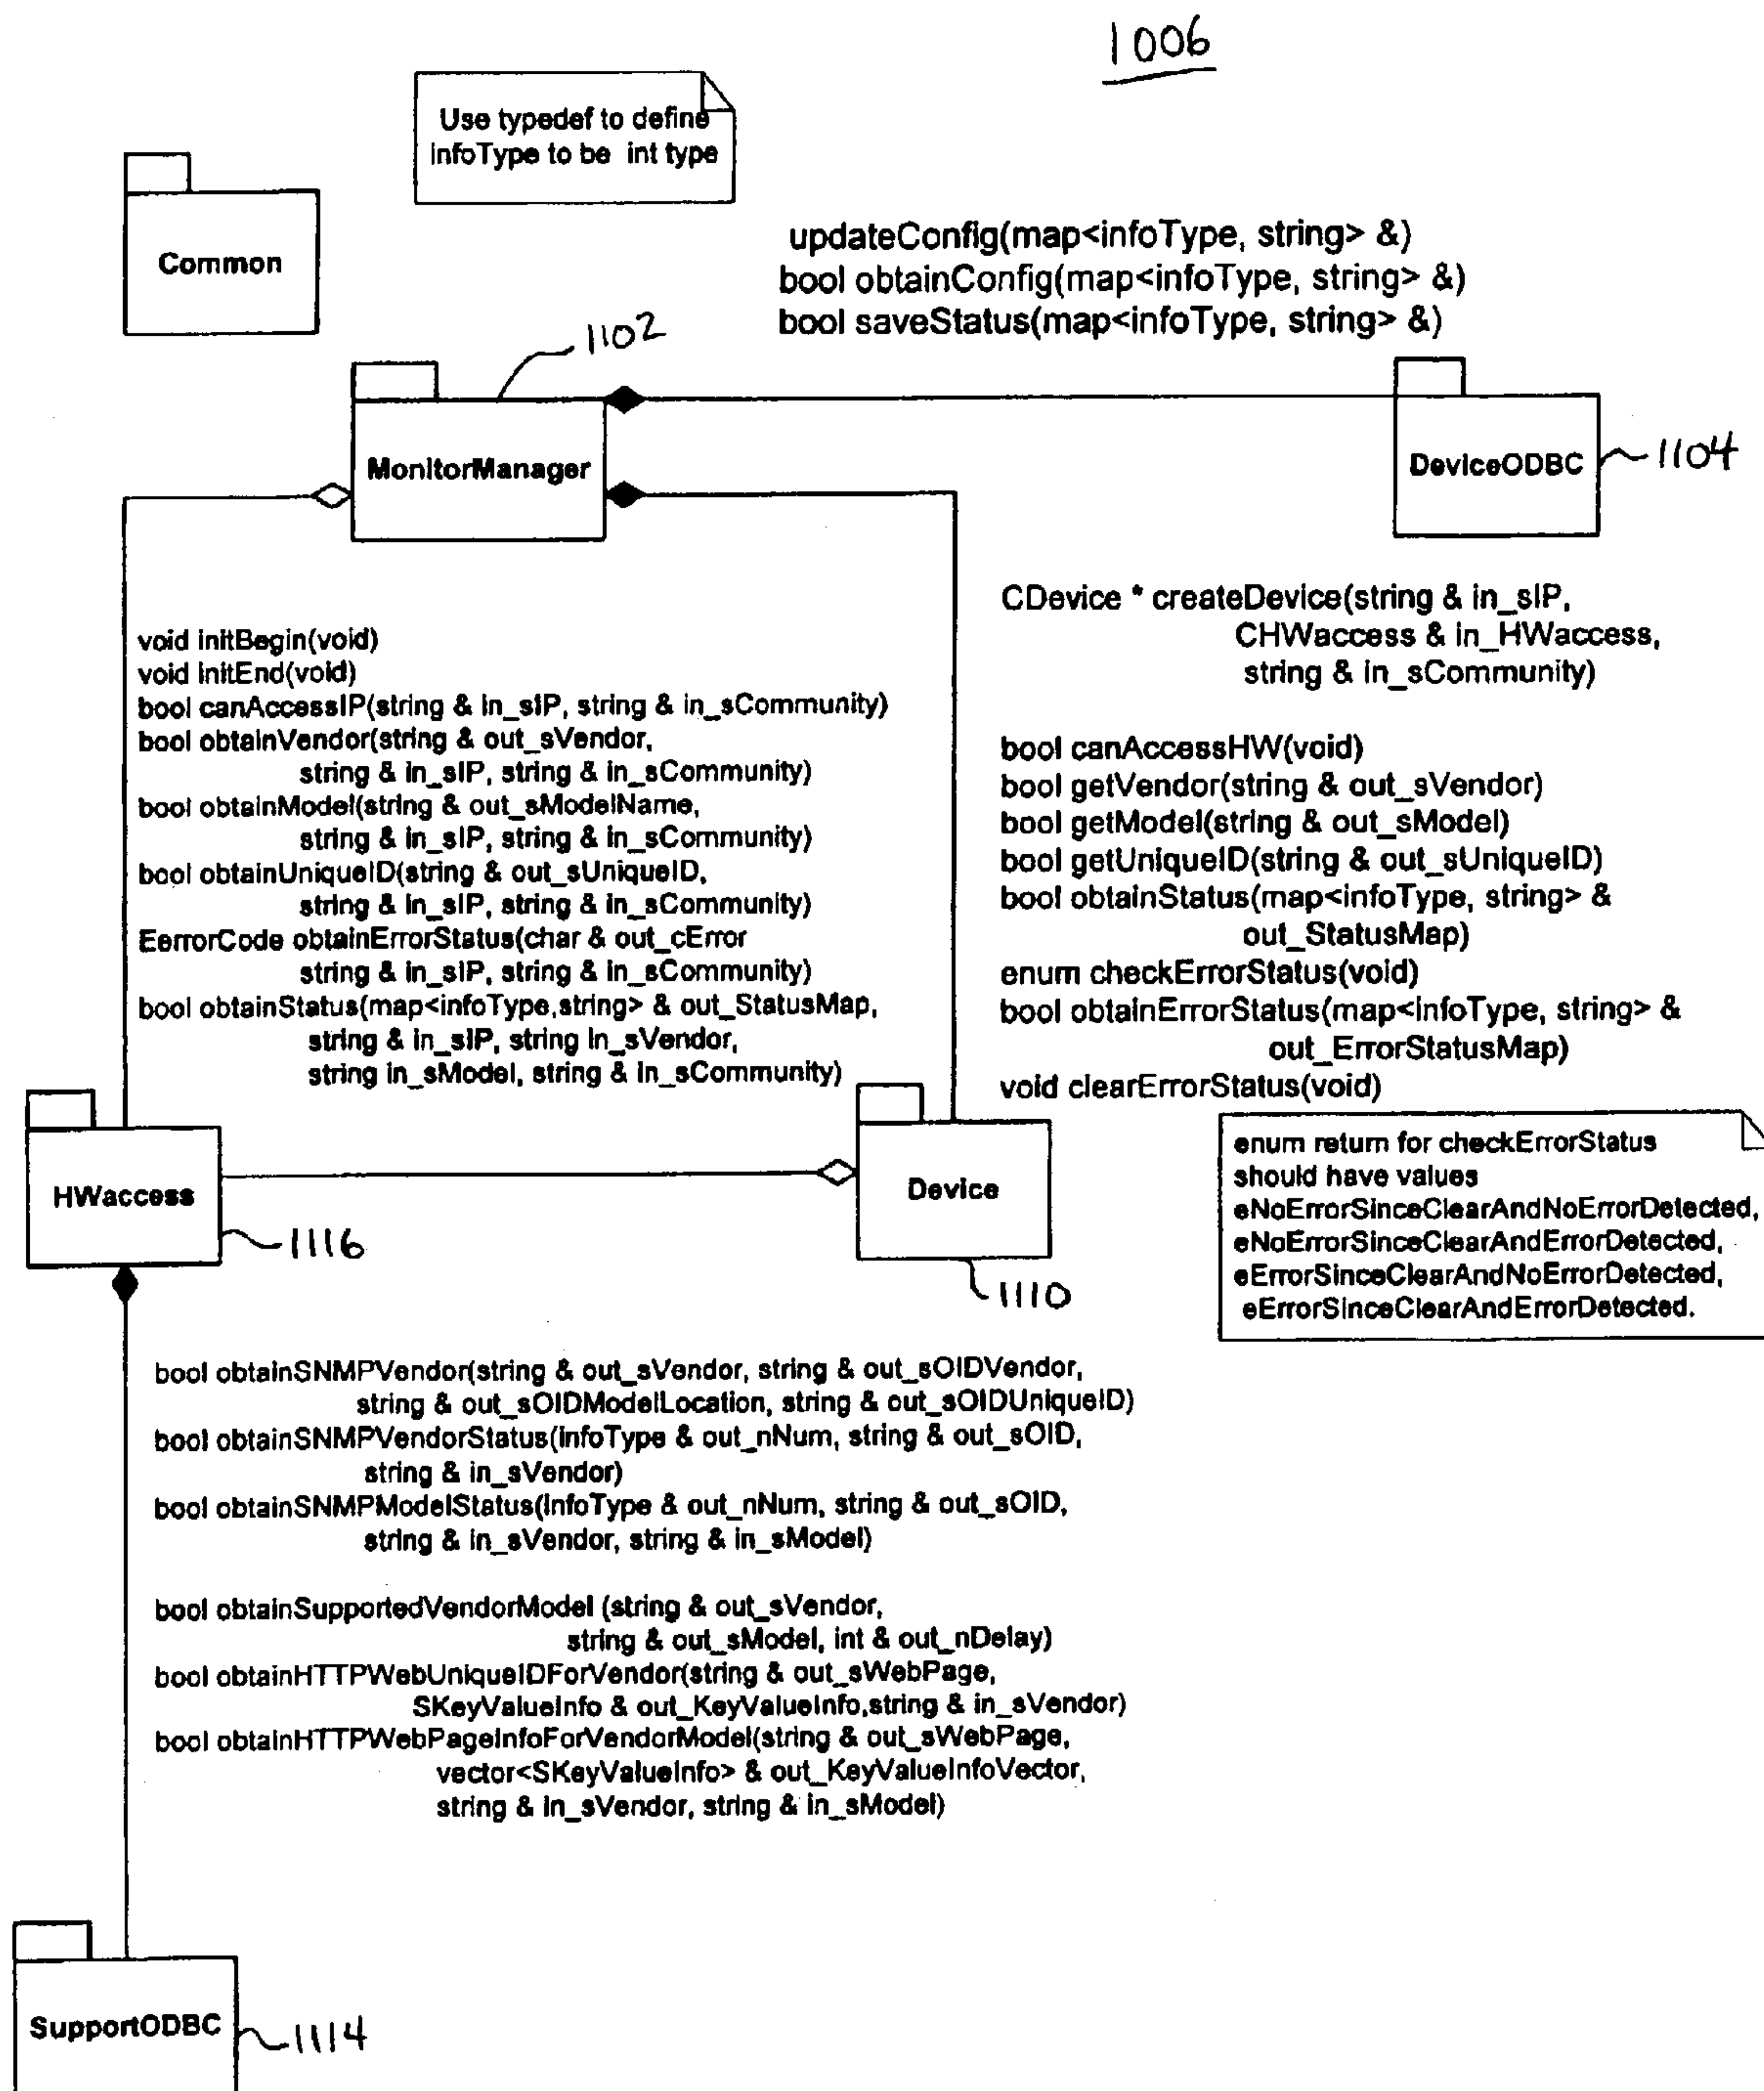 1006
Use typedef to define
infoType to be int type
Common
updateConfig(map<infoType, string> &)
bool obtainConfig(map<infoType, string> &)
bool saveStatus(map<infoType, string> &)
1102
MonitorManager
DeviceODBC
1104
void initBegin(void)
void initEnd(void)
bool canAccessIP(string & in_sIP, string & in_sCommunity)
bool obtainVendor(string & out_sVendor,
string & in_sIP, string & in_sCommunity)
bool obtainModel(string & out_sModelName,
string & in_sIP, string & in_sCommunity)
bool obtainUniqueID(string & out_sUniqueID,
string & in_sIP, string & in_sCommunity)
EerrorCode obtainErrorStatus(char & out_cError
string & in_sIP, string & in_sCommunity)
bool obtainStatus(map<infoType,string> & out_StatusMap,
string & in_sIP, string in_sVendor,
string in_sModel, string & in_sCommunity)
CDevice * createDevice(string & in_sIP,
CHWaccess & in_HWaccess,
string & in_sCommunity)
bool canAccessHW(void)
bool getVendor(string & out_sVendor)
bool getModel(string & out_sModel)
bool getUniqueID(string & out_sUniqueID)
bool obtainStatus(map<infoType, string> &
out_StatusMap)
enum checkErrorStatus(void)
bool obtainErrorStatus(map<infoType, string> &
out_ErrorStatusMap)
void clearErrorStatus(void)
HWaccess
1116
Device
1110
enum return for checkErrorStatus
should have values
eNoErrorSinceClearAndNoErrorDetected,
eNoErrorSinceClearAndErrorDetected,
eErrorSinceClearAndNoErrorDetected,
eErrorSinceClearAndErrorDetected.
bool obtainSNMPVendor(string & out_sVendor, string & out_sOIDVendor,
string & out_sOIDModelLocation, string & out_sOIDUniqueID)
bool obtainSNMPVendorStatus(infoType & out_nNum, string & out_sOID,
string & in_sVendor)
bool obtainSNMPModelStatus(infoType & out_nNum, string & out_sOID,
string & in_sVendor, string & in_sModel)
bool obtainSupportedVendorModel (string & out_sVendor,
string & out_sModel, int & out_nDelay)
bool obtainHTTPWebUniqueIDForVendor(string & out_sWebPage,
SKeyValueInfo & out_KeyValueInfo,string & in_sVendor)
bool obtainHTTPWebPageInfoForVendorModel(string & out_sWebPage,
vector<SKeyValueInfo> & out_KeyValueInfoVector,
string & in_sVendor, string & in_sModel)
SupportODBC
1114